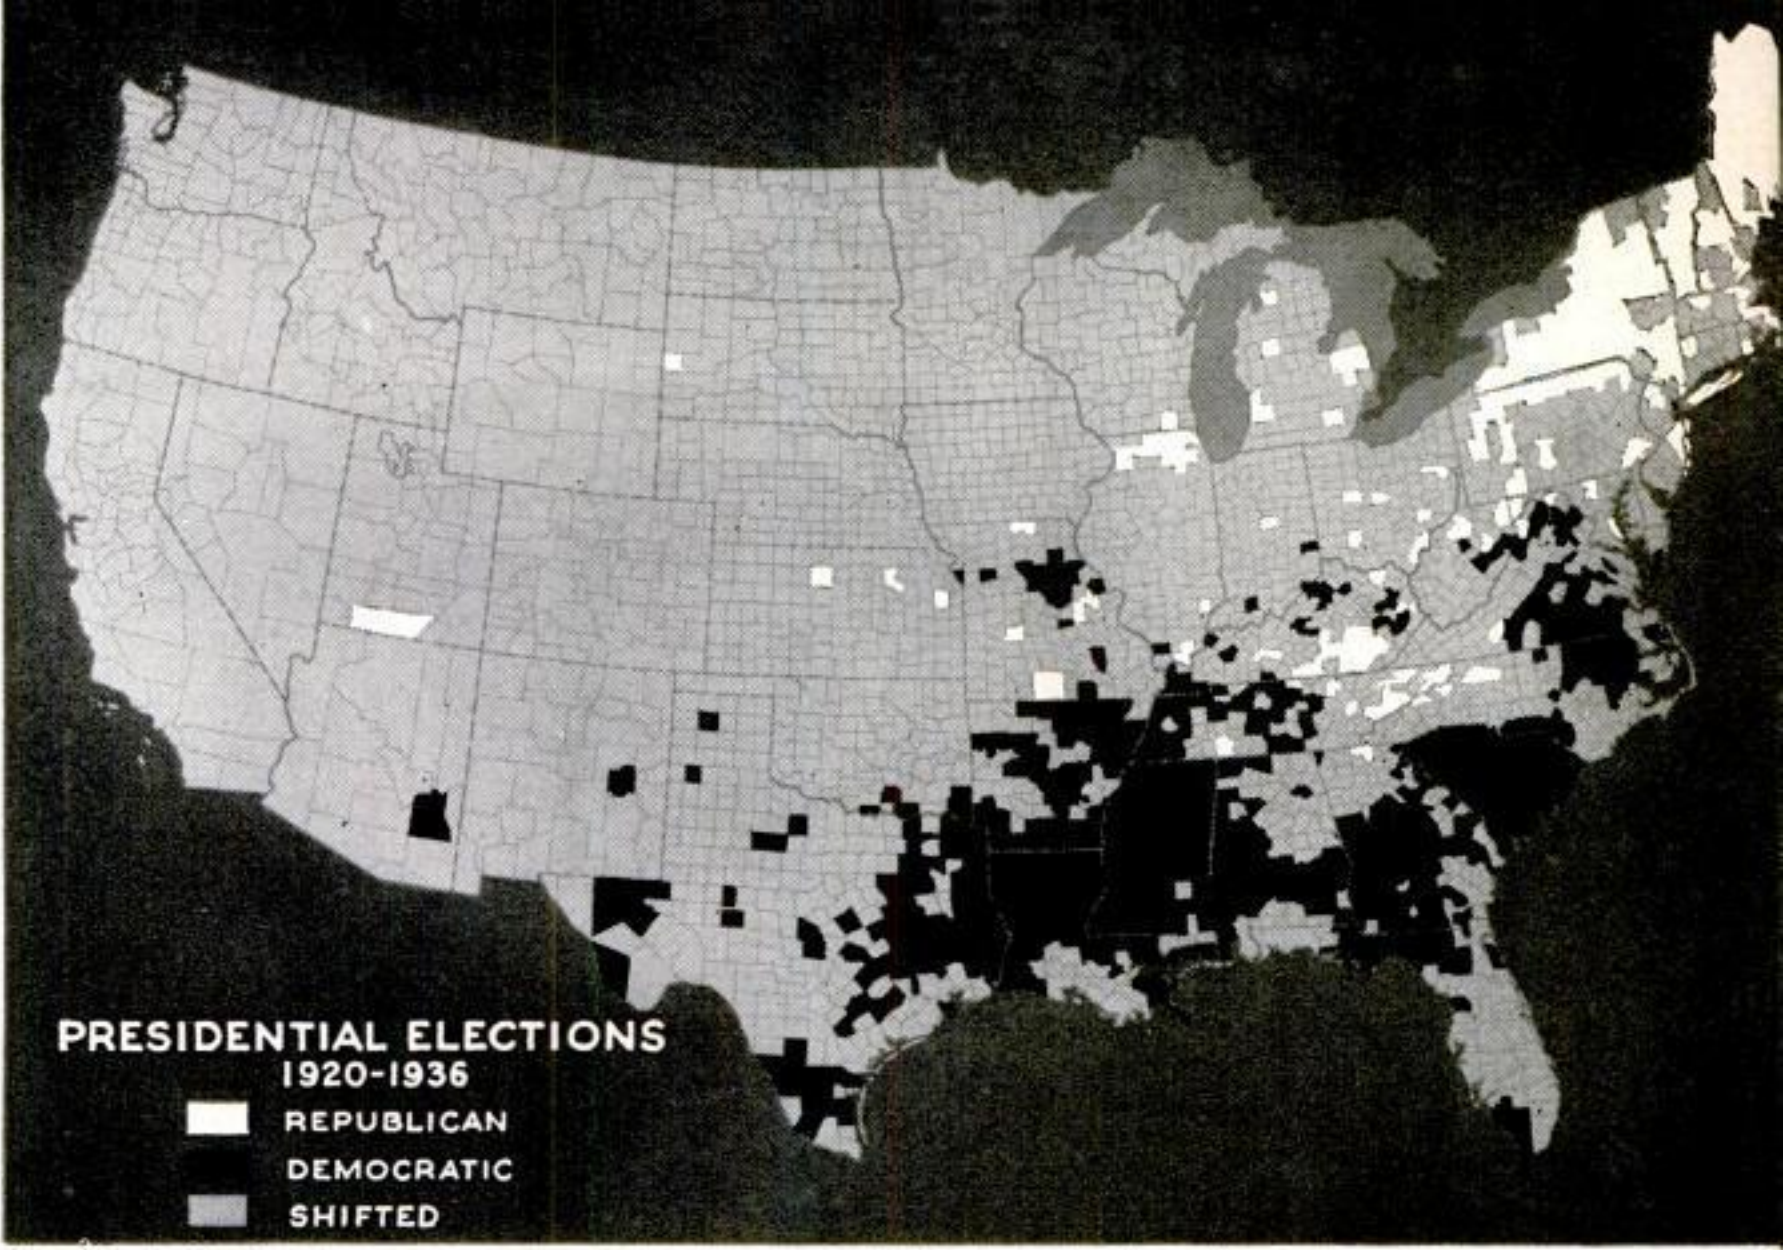 PRESIDENTIAL ELECTIONS
1920-1936
REPUBLICAN
DEMOCRATIC
SHIFTED